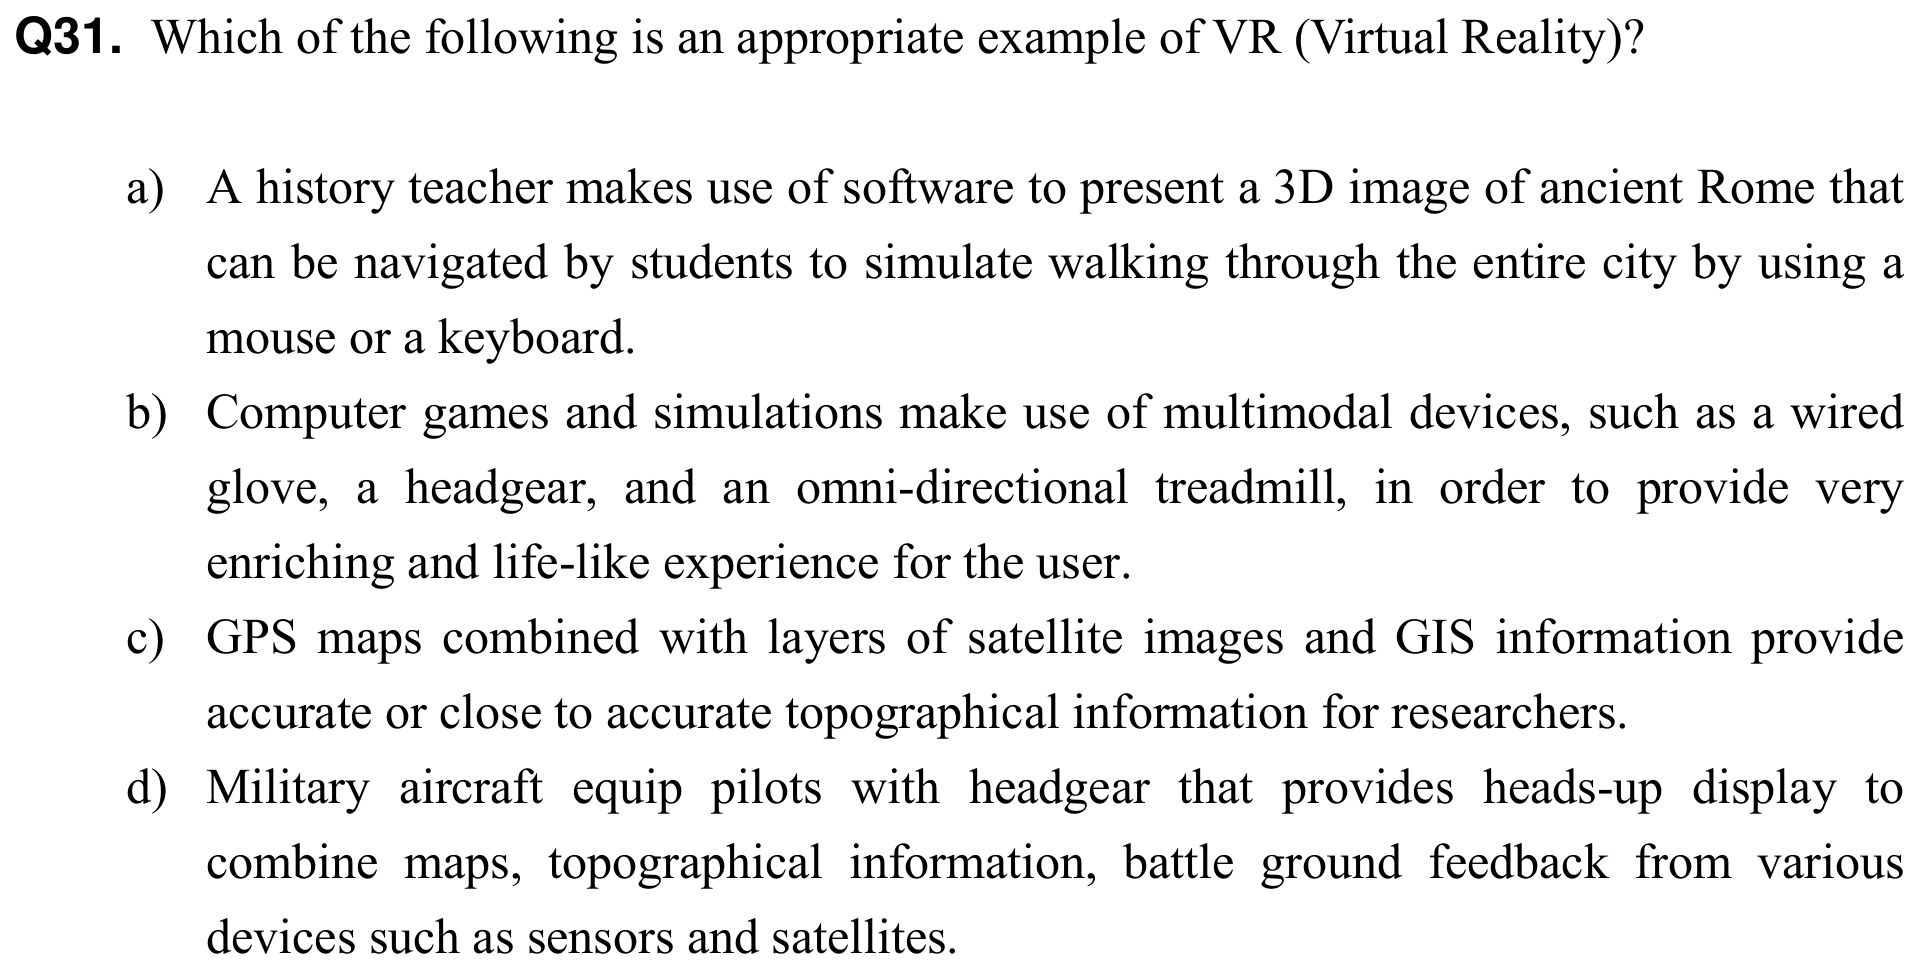 Q31. Which of the following is an appropriate example of VR (Virtual Reality)?
a) A history teacher makes use of software to present a 3D image of ancient Rome that
can be navigated by students to simulate walking through the entire city by using a
mouse or a keyboard.
b) Computer games and simulations make use of multimodal devices, such as a wired
glove, a headgear, and an omni-directional treadmill, in order to provide very
enriching and life-like experience for the user.
c) GPS maps combined with layers of satellite images and GIS information provide
accurate or close to accurate topographical information for researchers.
d) Military aircraft equip pilots with headgear that provides heads-up display to
combine maps, topographical information, battle ground feedback from various
devices such as sensors and satellites.